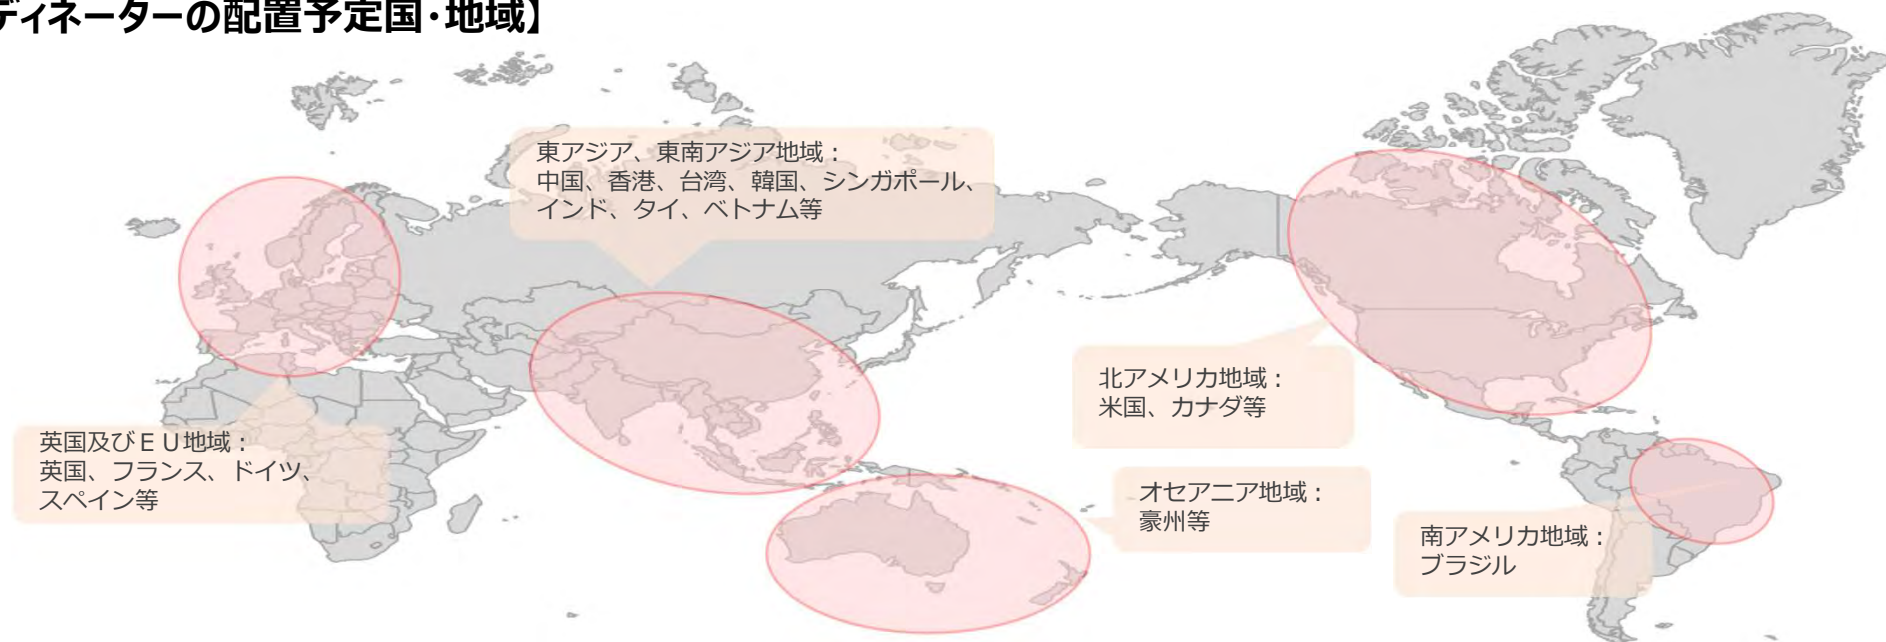 ディネーターの配置予定国・地域】
東アジア、東南アジア地域：
中国、香港、台湾、韓国、シンガポール、
インド、タイ、ベトナム等
北アメリカ地域：
米国、カナダ等
英国及びＥＵ地域：
英国、フランス、ドイツ、
スペイン等
オセアニア地域：
豪州等
南アメリカ地域：
ブラジル